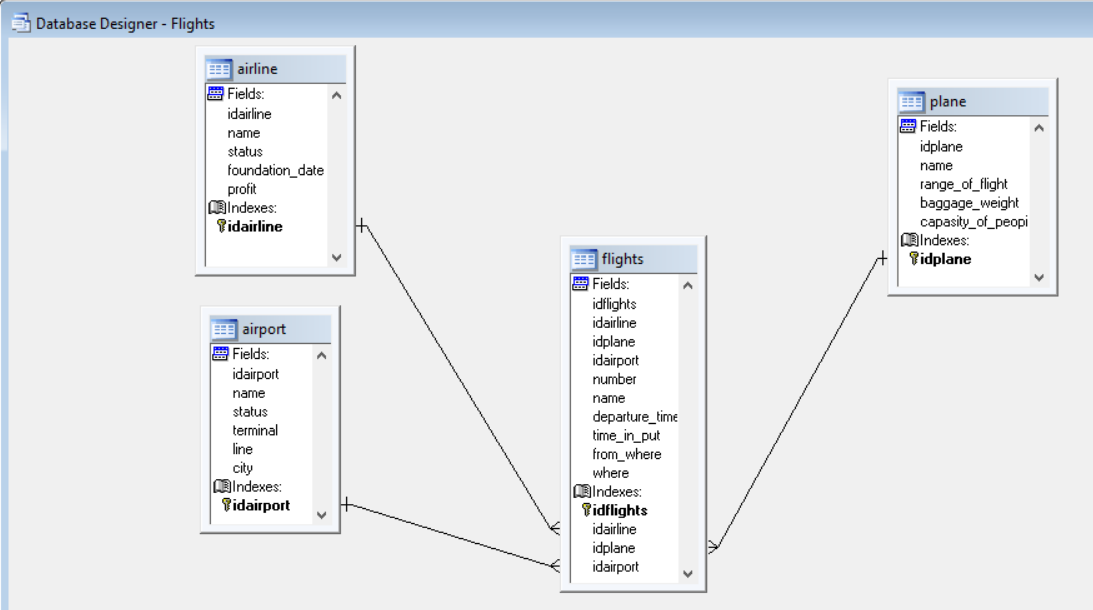 Database Designer - Flights
airline
Fields:
idairline
name
status
foundation_date
profit
Indexes:
idairline
airport
Fields:
idairport
name
status
terminal
line
city
Indexes:
idairport
flights
Fields:
idflights
idairline
idplane
idairport
number
name
departure_time
time_in_put
from_where
where
Indexes:
idflights
idairline
idplane
idairport
plane
Fields:
idplane
name
range_of_flight
baggage_weight
capasity_of_peopl
Indexes:
idplane